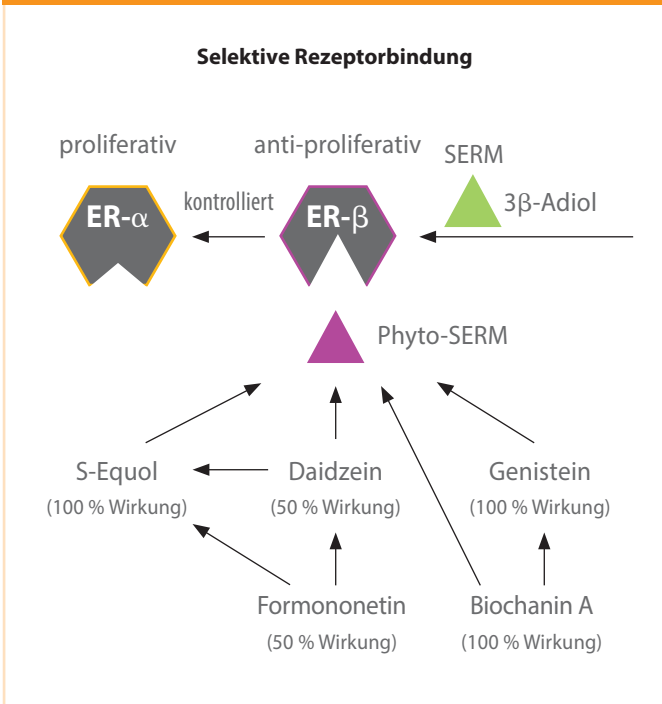 Selektive Rezeptorbindung
proliferativ
anti-proliferativ
SERM
ER-α
kontrolliert
ER-β
3β-Adiol
Phyto-SERM
S-Equol
Daidzein
Genistein
(100 % Wirkung)
(50 % Wirkung)
(100 % Wirkung)
Formononetin
Biochanin A
(50 % Wirkung)
(100 % Wirkung)